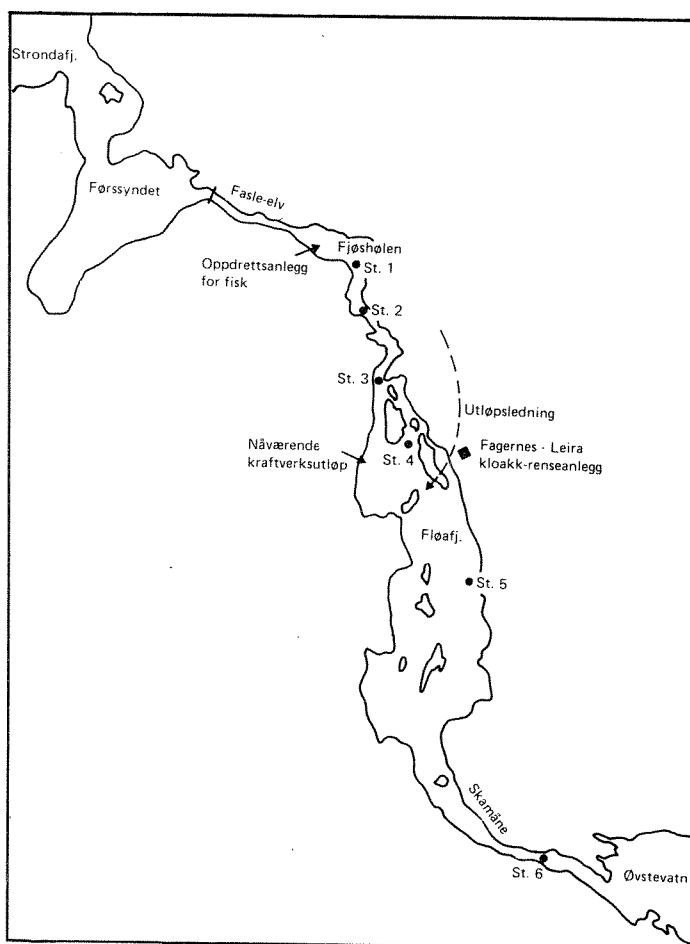 Strondafj.
Førssyndet
Fasle-elv
Fjøshølen
Oppdrettsanlegg
for fisk
St. 1
St. 2
St. 3
Utløpsledning
Nåværende
kraftverksutløp
St. 4
Fagernes - Leira
kloakk-renseanlegg
Fløafj.
St. 5
Skamåne
St. 6
Øvstevatn